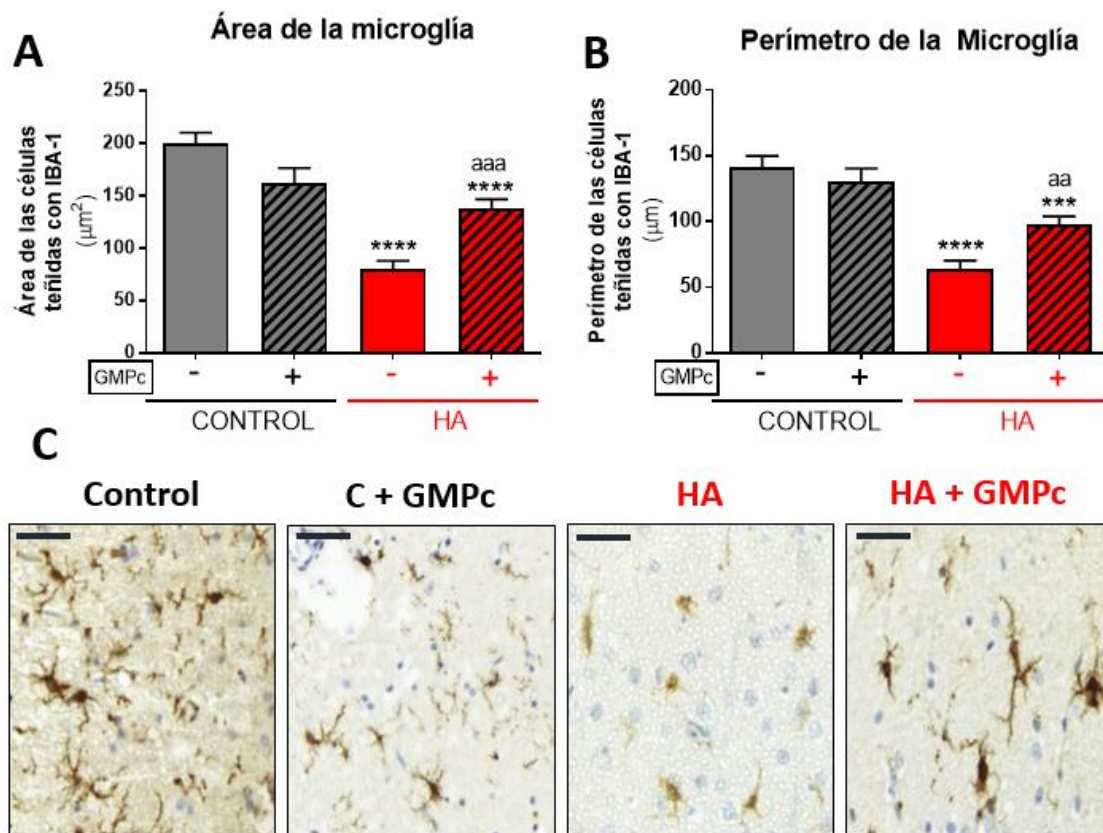 A
Área de la microglía
Área de las células
teñidas con IBA-1
(µm²)
250
200
150
100
50
0
****
aaa
****
GMPc
- + - +
CONTROL HA
B
Perímetro de la Microglía
Perímetro de las células
teñidas con IBA-1
(µm)
200
150
100
50
0
****
aa
***
GMPc
- + - +
CONTROL HA
C
Control C + GMPc HA HA + GMPc